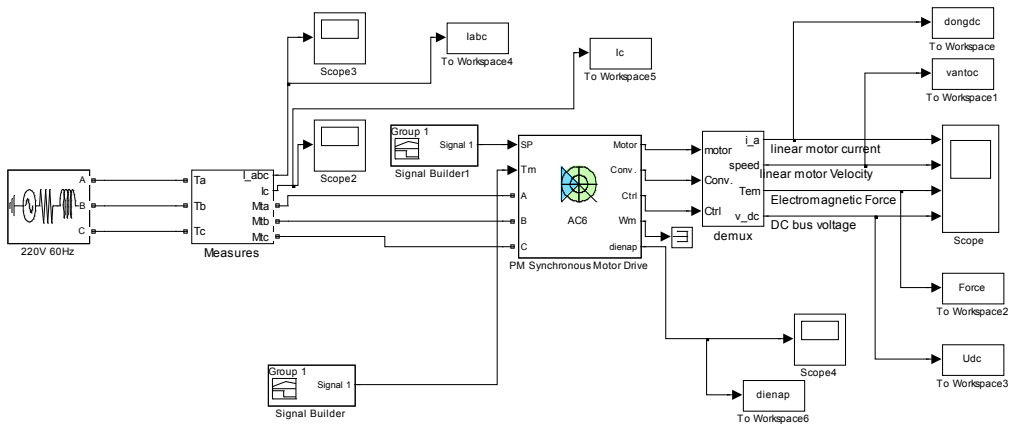 Scope3
Iabc
To Workspace4
Ic
To Workspace5
dongdc
To Workspace
vantoc
To Workspace1
Scope2
Group 1
Signal 1
Signal Builder1
A
B
C
220V 60Hz
Ta
Tb
Tc
I_abc
Ic
Mta
Mtb
Mtc
Measures
SP
Tm
A
B
C
AC6
Motor
Conv.
Ctrl
Wm
dienap
PM Synchronous Motor Drive
motor
Conv.
Ctrl
i_a
speed
Tem
v_dc
demux
linear motor current
linear motor Velocity
Electromagnetic Force
DC bus voltage
Scope
Force
To Workspace2
Udc
To Workspace3
Scope4
dienap
To Workspace6
Group 1
Signal 1
Signal Builder